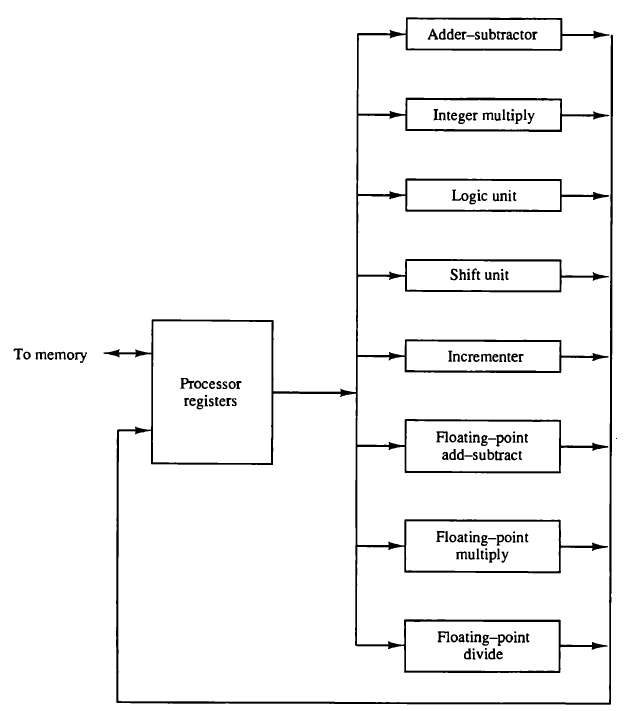 Adder–subtractor
Integer multiply
Logic unit
Shift unit
To memory
Processor
registers
Incrementer
Floating–point
add–subtract
Floating–point
multiply
Floating–point
divide